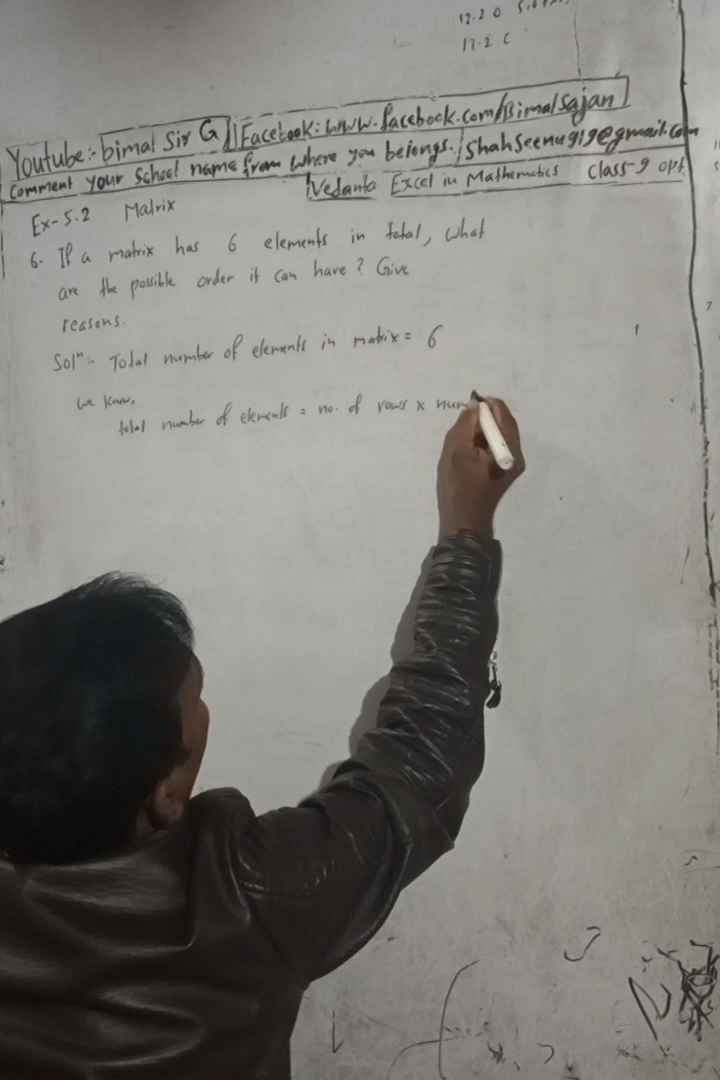 17.2 0
17.2 C
Youtube:- bimal Sir G || Facebook: www.facebook.com/Bimalsajan
Comment your School name from where you belongs. | Shahseenu919@gmail.com
Vedanta Excel in Mathematics class-9 opt
Ex-5.2 Matrix
6. If a matrix has 6 elements in total, what
are the possible order it can have? Give
reasons.
Solⁿ:- Total number of elements in matrix = 6
we know,
total number of elements = no. of rows × num